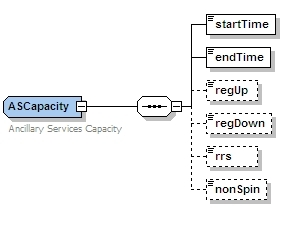 startTime
endTime
regUp
ASCapacity
Ancillary Services Capacity
regDown
rrs
nonSpin